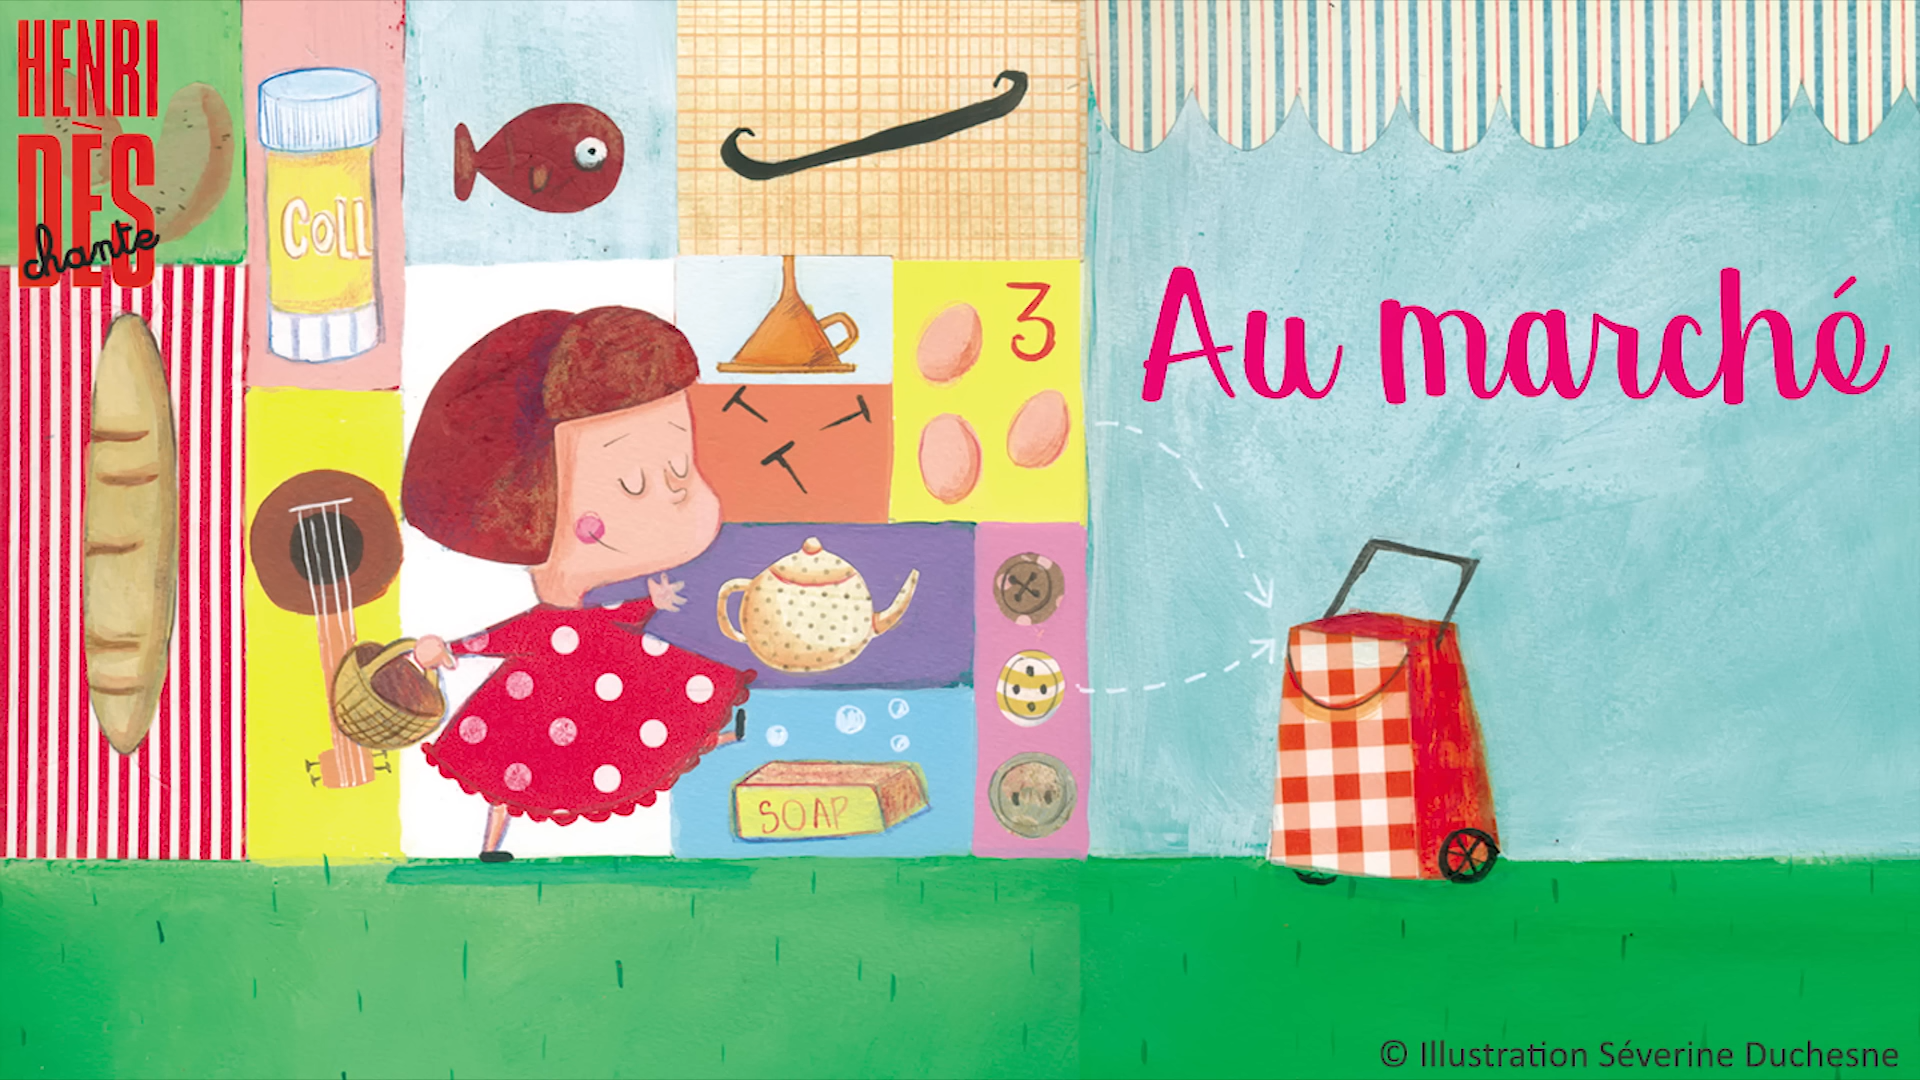 HENRI
DÈS
chante
COLL
3
Au marché
SOAP
© Illustration Séverine Duchesne